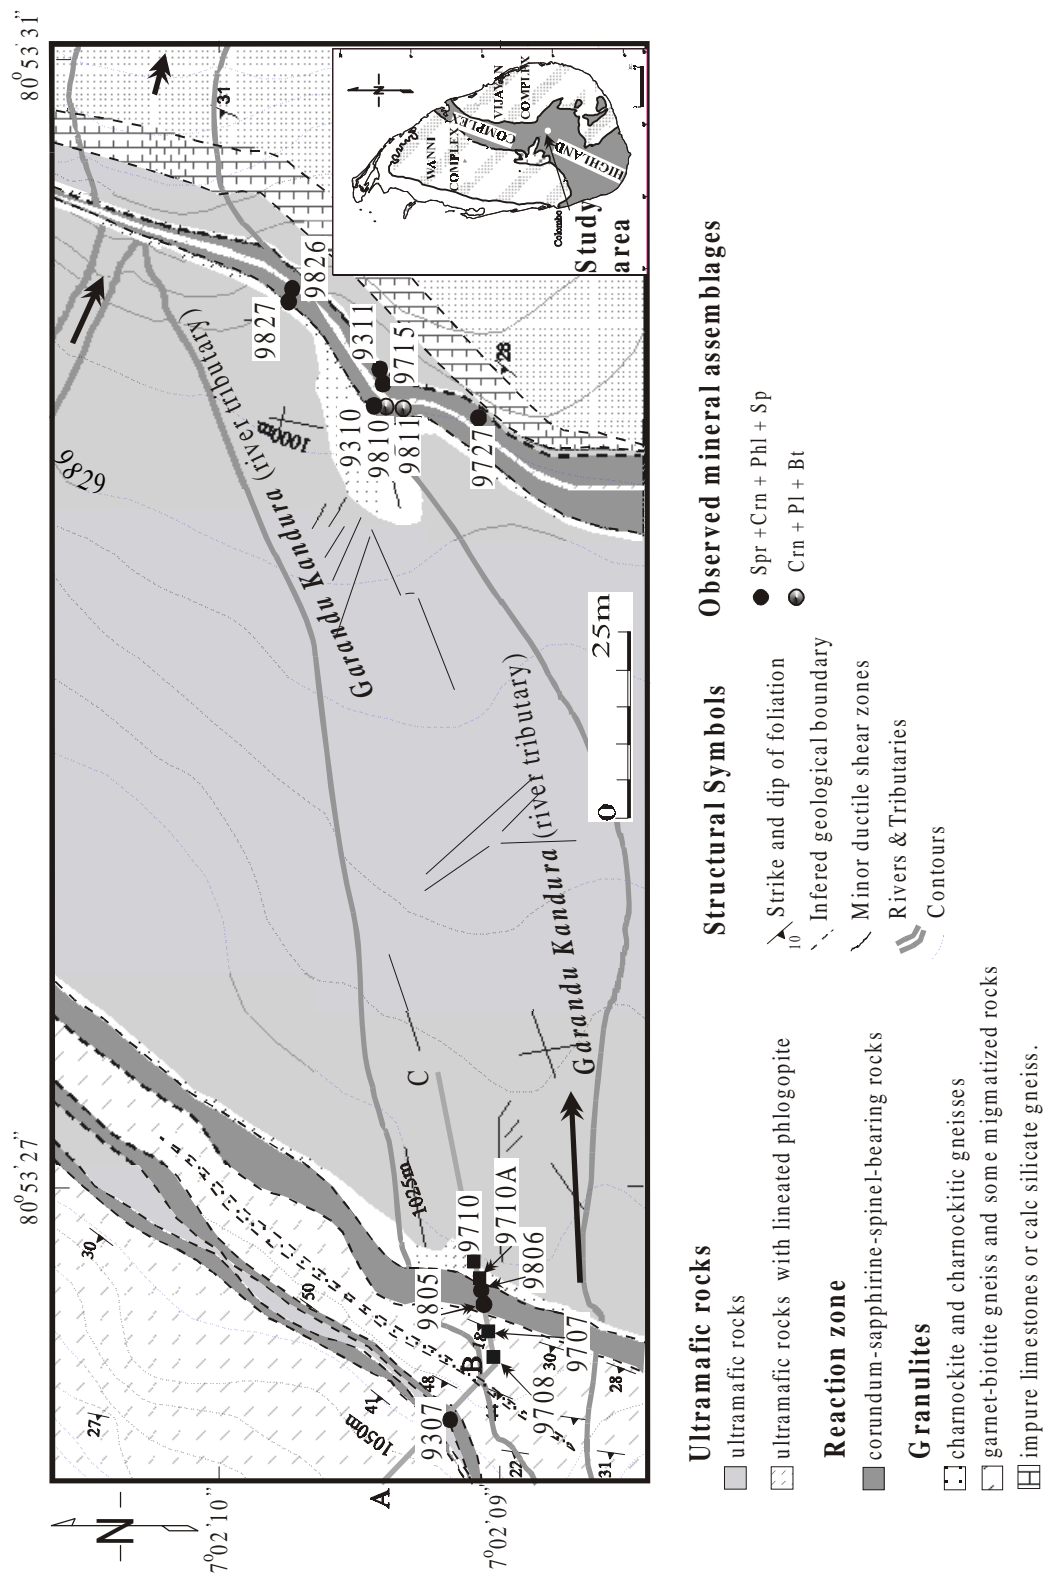 80°53'27"
80°53'31"
7°02'10"
7°02'09"
N
A
B
C
30
27
41
48
50
18
30
28
22
31
31
28
1050m
1025m
1000m
9307
9805
9710
9710A
9806
9707
9708
9829
9827
9826
9311
9715
9310
9810
9811
9727
Garandu Kandura (river tributary)
Garandu Kandura (river tributary)
0 25m
N
WANNI
COMPLEX
HIGHLAND
COMPLEX
VIJAYAN
COMPLEX
Colombo
Study
area
Ultramafic rocks
ultramafic rocks
ultramafic rocks with lineated phlogopite
Reaction zone
corundum-sapphirine-spinel-bearing rocks
Granulites
charnockite and charnockitic gneisses
garnet-biotite gneiss and some migmatized rocks
impure limestones or calc silicate gneiss.
Structural Symbols
10 Strike and dip of foliation
Infered geological boundary
Minor ductile shear zones
Rivers & Tributaries
Contours
Observed mineral assemblages
Spr +Crn + Phl + Sp
Crn + Pl + Bt